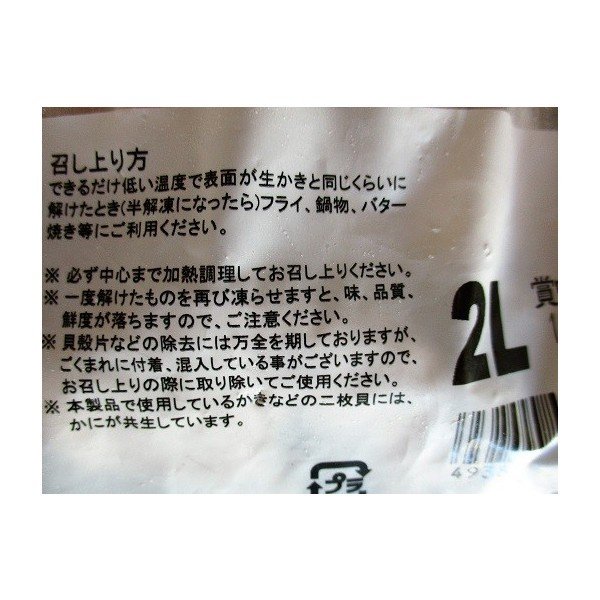 召し上り方
できるだけ低い温度で表面が生かきと同じくらいに
解けたとき(半解凍になったら)フライ、鍋物、バター
焼き等にご利用ください。
※ 必ず中心まで加熱調理してお召し上りください。
※ 一度解けたものを再び凍らせますと、味、品質、
鮮度が落ちますので、ご注意ください。
※ 貝殻片などの除去には万全を期しておりますが、
ごくまれに付着、混入している事がございますので、
お召し上りの際に取り除いてご使用ください。
※ 本製品で使用しているかきなどの二枚貝には、
かにが共生しています。
2L
賞
プラ